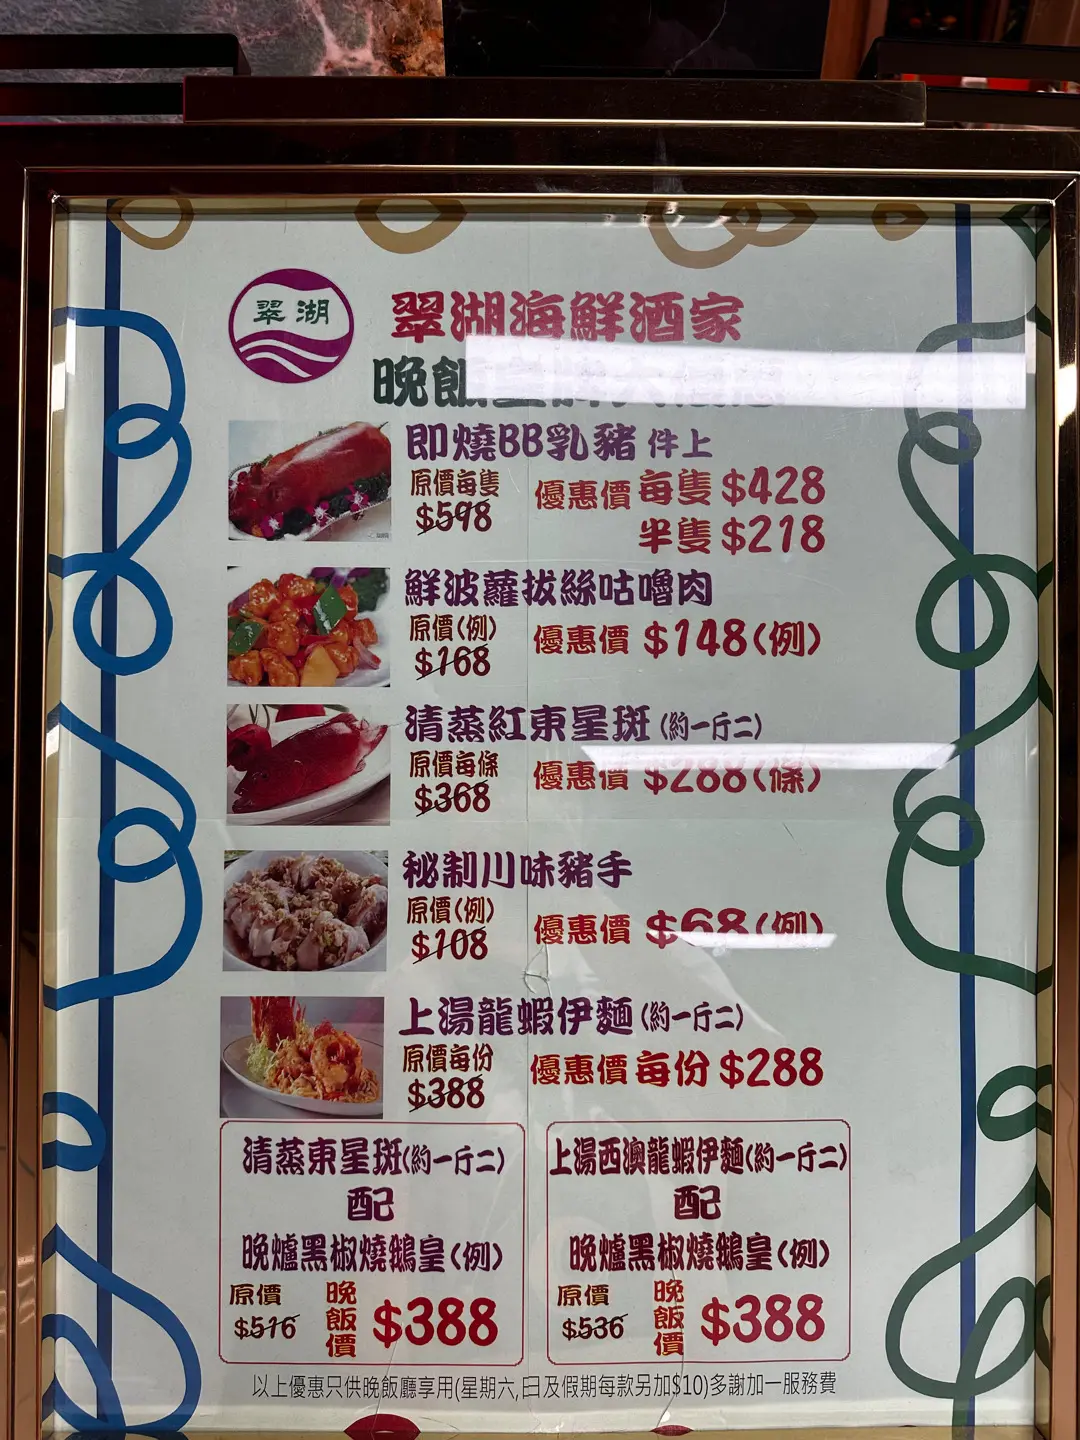 翠湖
翠湖海鮮酒家
晚飯
即燒BB乳豬 件上
原價每隻
$598
優惠價 每隻 $428
半隻 $218
鮮波蘿拔絲咕嚕肉
原價(例)
$168
優惠價 $148(例)
清蒸紅東星斑(約一斤二)
原價每條
$368
優惠價 $288(條)
秘制川味豬手
原價(例)
$108
優惠價 $68(例)
上湯龍蝦伊麵(約一斤二)
原價每份
$388
優惠價 每份 $288
清蒸東星斑(約一斤二)
配
晚爐黑椒燒鵝皇(例)
原價
$516
晚飯價
$388
上湯西澳龍蝦伊麵(約一斤二)
配
晚爐黑椒燒鵝皇(例)
原價
$536
晚飯價
$388
以上優惠只供晚飯廳享用(星期六,日及假期每款另加$10)多謝加一服務費